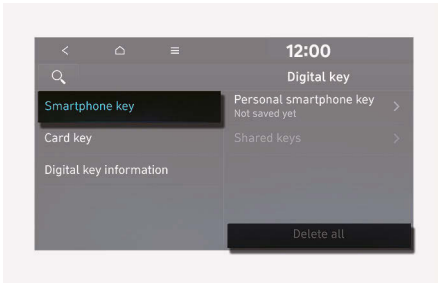 12:00
Digital key
Smartphone key
Card key
Digital key information
Personal smartphone key
Not saved yet
Shared keys
Delete all